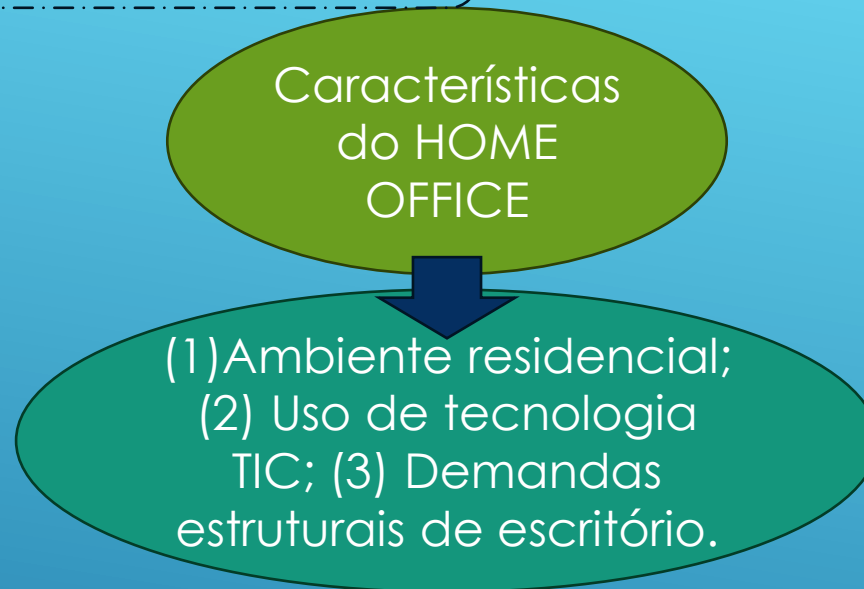 Características
do HOME
OFFICE
(1)Ambiente residencial;
(2) Uso de tecnologia
TIC; (3) Demandas
estruturais de escritório.